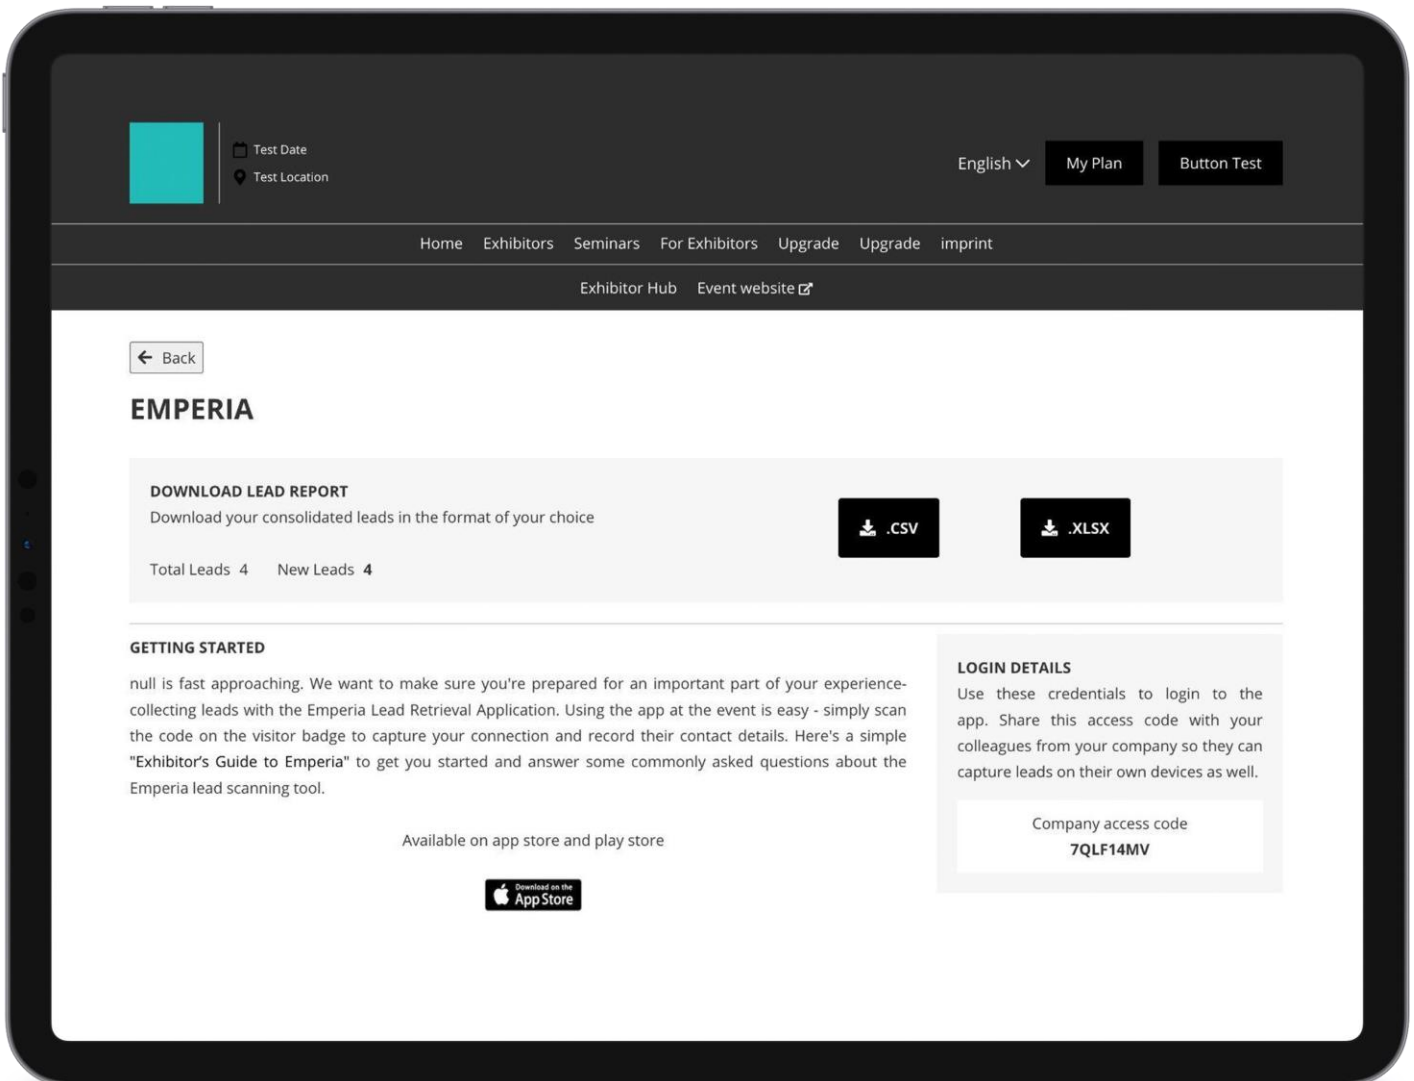 Test Date
Test Location
English
My Plan
Button Test
Home Exhibitors Seminars For Exhibitors Upgrade Upgrade imprint
Exhibitor Hub Event website
Back
EMPERIA
DOWNLOAD LEAD REPORT
Download your consolidated leads in the format of your choice
.CSV
.XLSX
Total Leads 4 New Leads 4
GETTING STARTED
null is fast approaching. We want to make sure you're prepared for an important part of your experience-
collecting leads with the Emperia Lead Retrieval Application. Using the app at the event is easy - simply scan
the code on the visitor badge to capture your connection and record their contact details. Here's a simple
"Exhibitor's Guide to Emperia" to get you started and answer some commonly asked questions about the
Emperia lead scanning tool.
Available on app store and play store
Download on the
App Store
LOGIN DETAILS
Use these credentials to login to the
app. Share this access code with your
colleagues from your company so they can
capture leads on their own devices as well.
Company access code
7QLF14MV